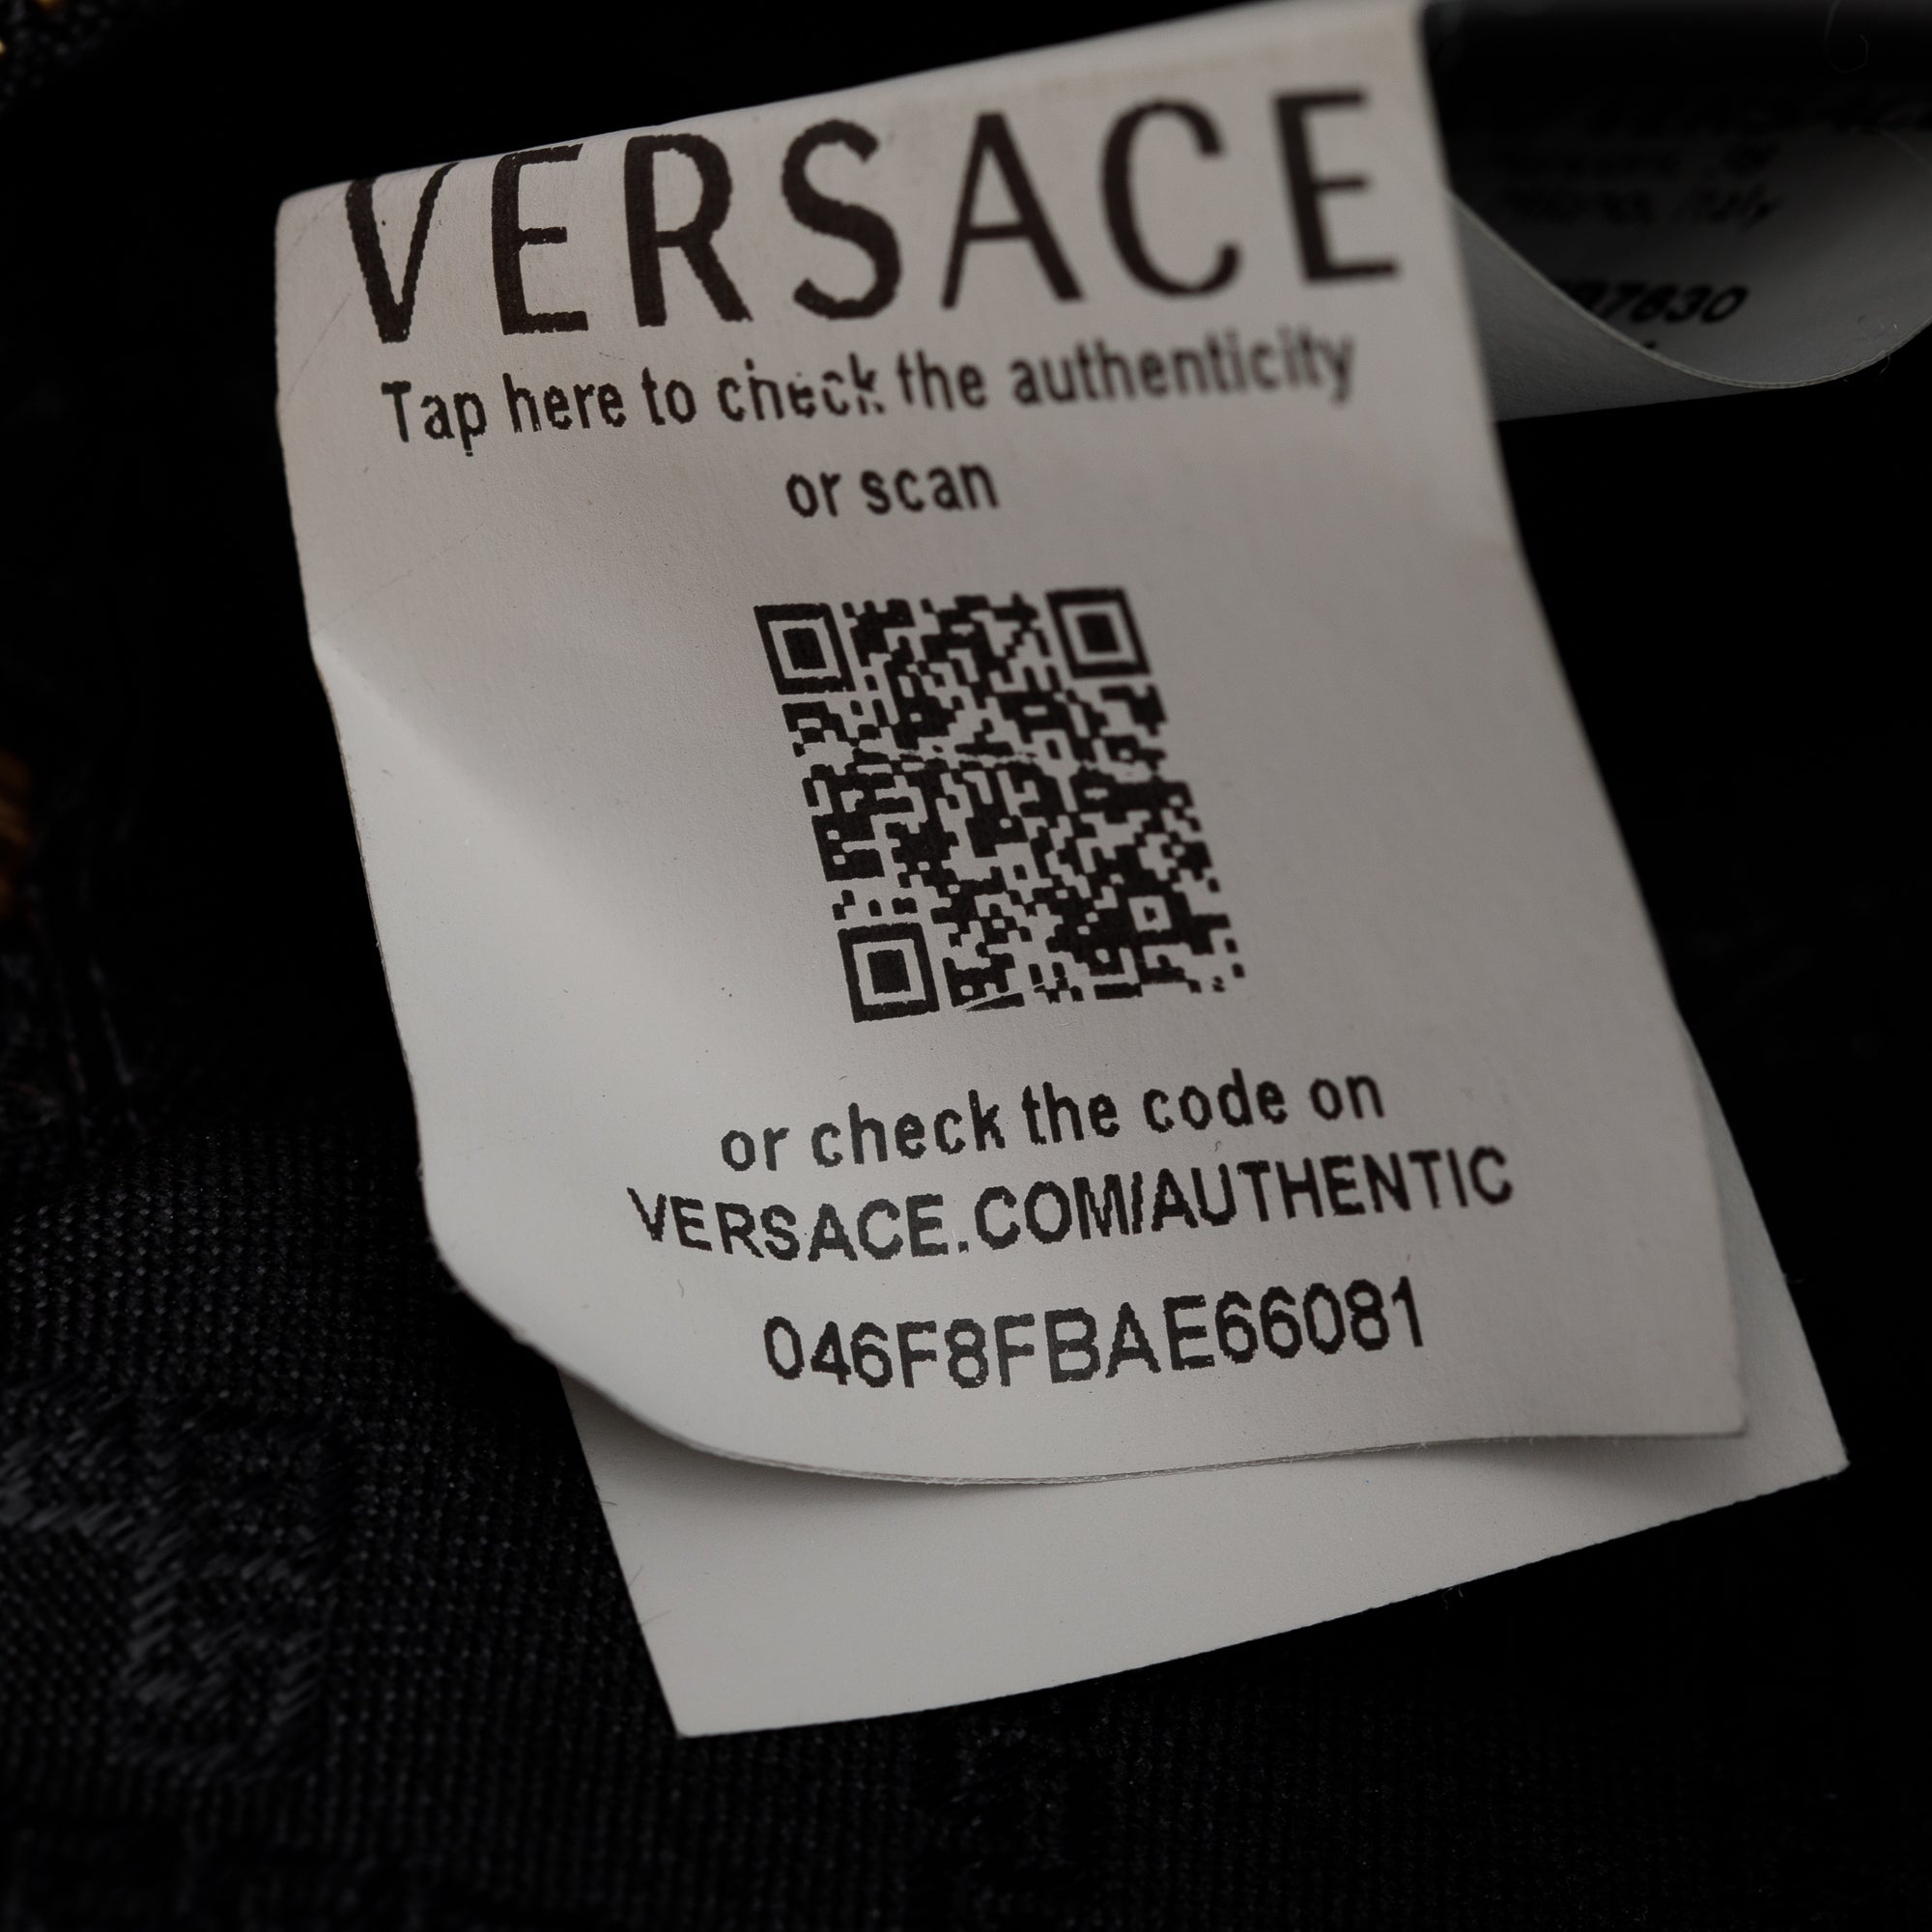 VERSACE
Tap here to check the authenticity
or scan
or check the code on
VERSACE.COM/AUTHENTIC
046F8FBAE66081